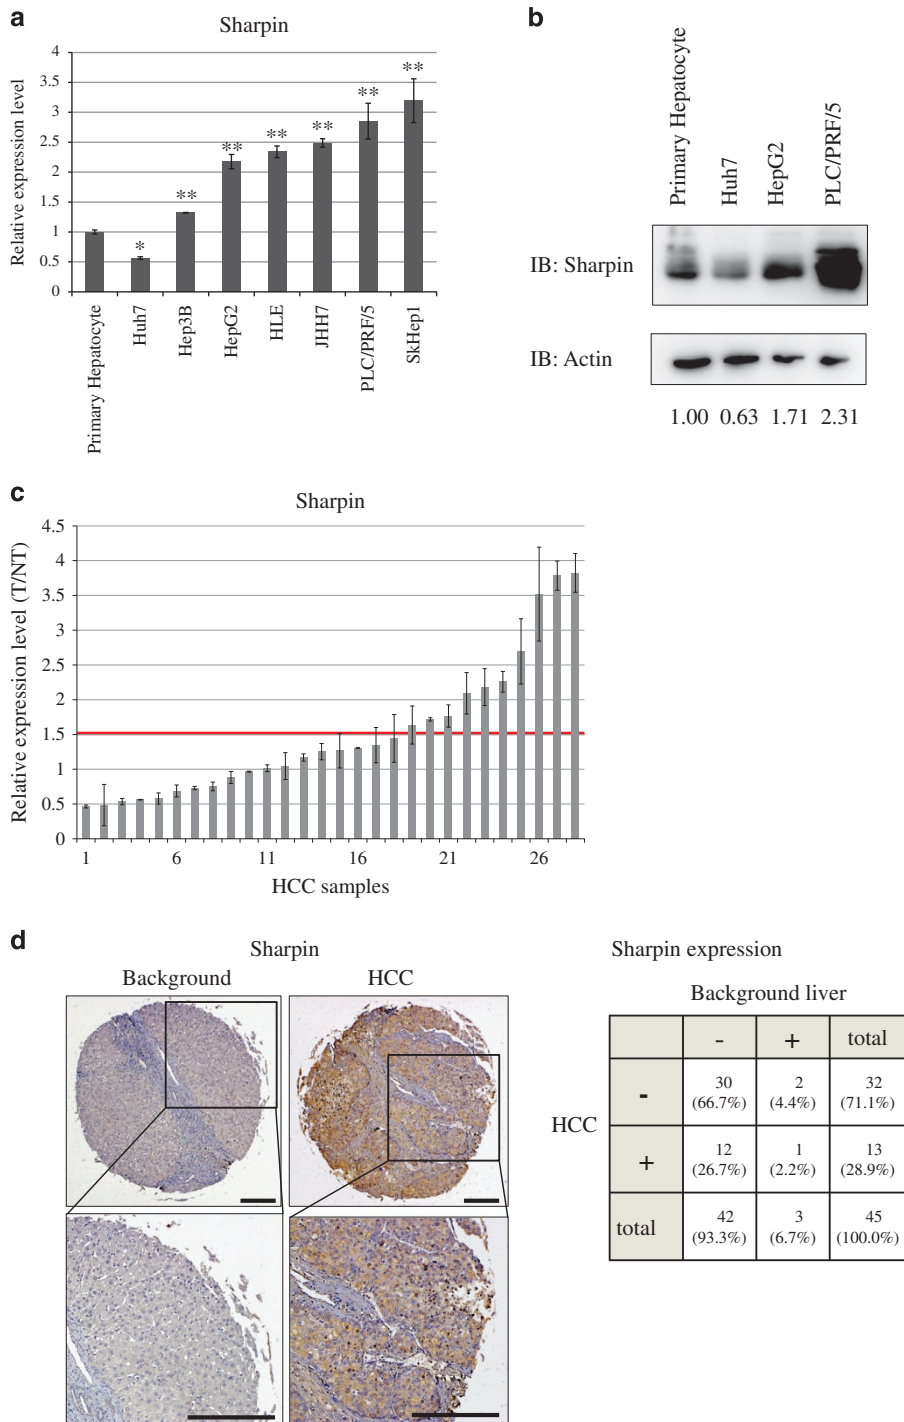 a
Sharpin
Relative expression level
4
3.5
3
2.5
2
1.5
1
0.5
0
*
**
**
**
**
**
**
Primary Hepatocyte
Huh7
Hep3B
HepG2
HLE
JHH7
PLC/PRF/5
SkHep1
b
Primary Hepatocyte
Huh7
HepG2
PLC/PRF/5
IB: Sharpin
IB: Actin
1.00 0.63 1.71 2.31
c
Sharpin
Relative expression level (T/NT)
4.5
4
3.5
3
2.5
2
1.5
1
0.5
0
1 6 11 16 21 26
HCC samples
d
Sharpin
Background HCC
Sharpin expression
Background liver
HCC
- + total
- 30 2 32
(66.7%) (4.4%) (71.1%)
+ 12 1 13
(26.7%) (2.2%) (28.9%)
total 42 3 45
(93.3%) (6.7%) (100.0%)